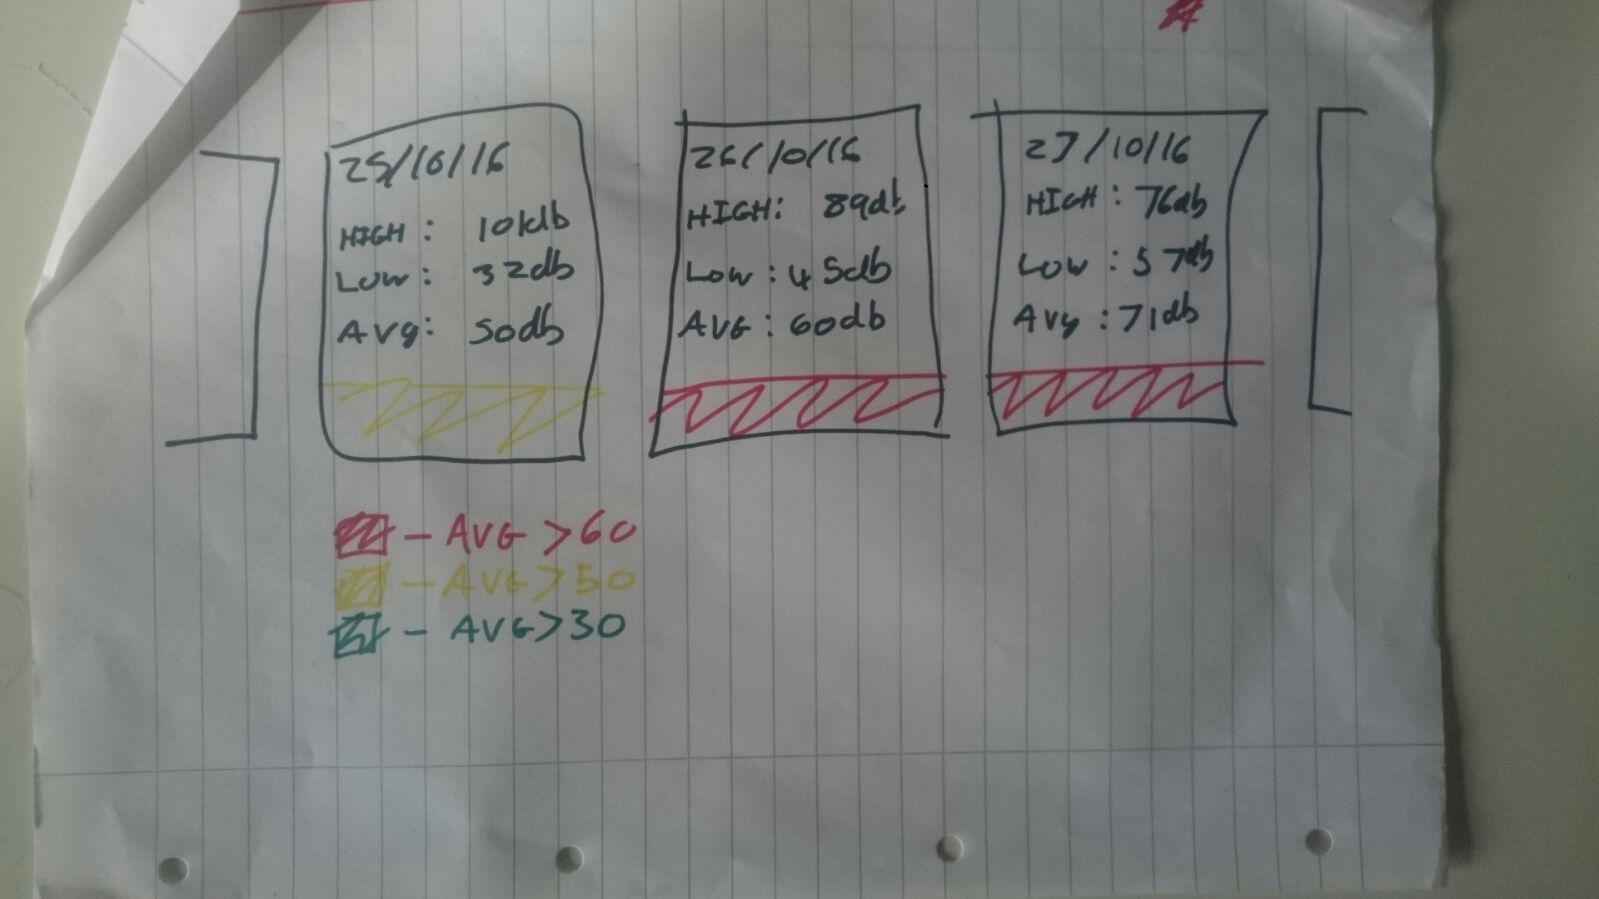 25/10/16
HIGH: 101db
Low: 32db
AVg: 50db
26/10/16
HIGH: 89db
Low: 45db
AVG: 60db
27/10/16
HIGH: 76db
Low: 57db
AVg: 71db
- AVG >60
- AVG >50
- AVG >30